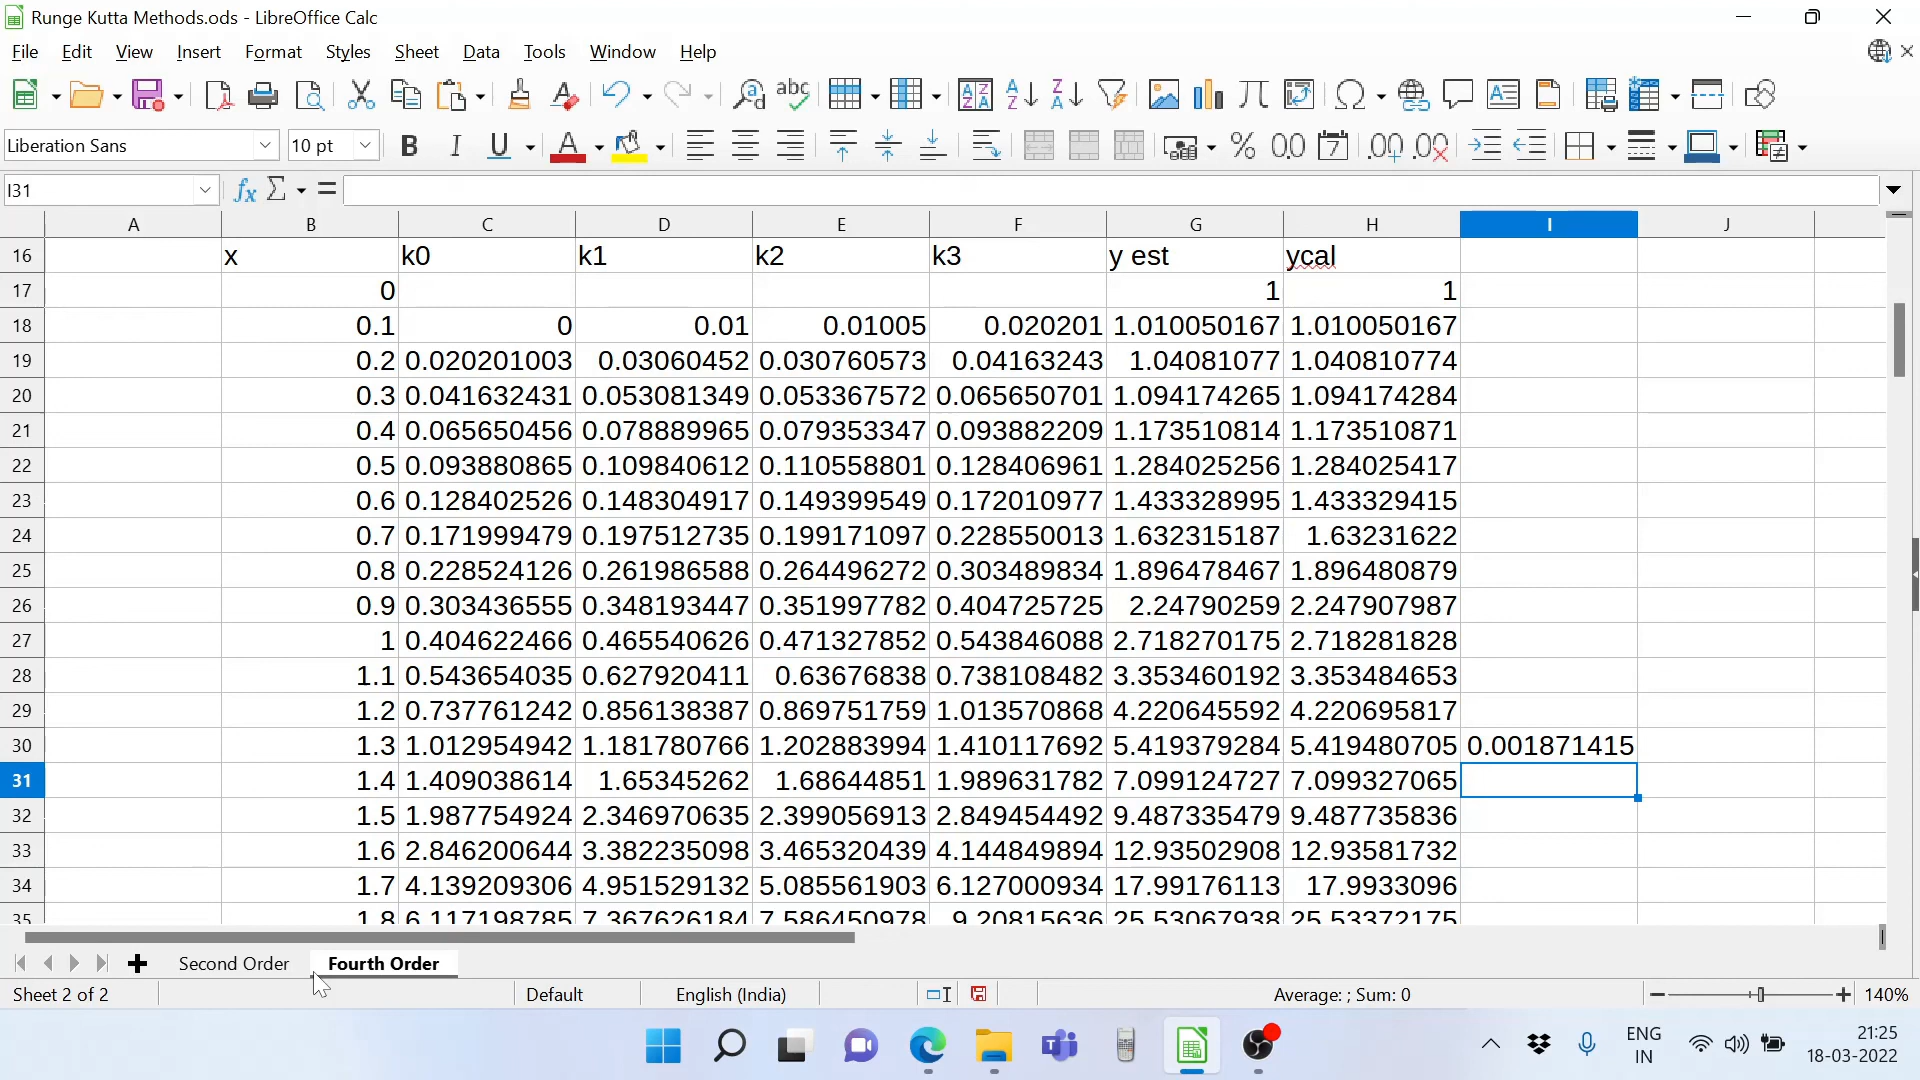 Runge Kutta Methods.ods - LibreOffice Calc
File Edit View Insert Format Styles Sheet Data Tools Window Help
Liberation Sans 10 pt
I31
A B C D E F G H I J
16 x k0 k1 k2 k3 y est ycal
17 0 1 1
18 0.1 0 0.01 0.01005 0.020201 1.010050167 1.010050167
19 0.2 0.020201003 0.03060452 0.030760573 0.04163243 1.04081077 1.040810774
20 0.3 0.041632431 0.053081349 0.053367572 0.065650701 1.094174265 1.094174284
21 0.4 0.065650456 0.078889965 0.079353347 0.093882209 1.173510814 1.173510871
22 0.5 0.093880865 0.109840612 0.110558801 0.128406961 1.284025256 1.284025417
23 0.6 0.128402526 0.148304917 0.149399549 0.172010977 1.433328995 1.433329415
24 0.7 0.171999479 0.197512735 0.199171097 0.228550013 1.632315187 1.63231622
25 0.8 0.228524126 0.261986588 0.264496272 0.303489834 1.896478467 1.896480879
26 0.9 0.303436555 0.348193447 0.351997782 0.404725725 2.24790259 2.247907987
27 1 0.404622466 0.465540626 0.471327852 0.543846088 2.718270175 2.718281828
28 1.1 0.543654035 0.627920411 0.63676838 0.738108482 3.353460192 3.353484653
29 1.2 0.737761242 0.856138387 0.869751759 1.013570868 4.220645592 4.220695817
30 1.3 1.012954942 1.181780766 1.202883994 1.410117692 5.419379284 5.419480705 0.001871415
31 1.4 1.409038614 1.65345262 1.68644851 1.989631782 7.099124727 7.099327065
32 1.5 1.987754924 2.346970635 2.399056913 2.849454492 9.487335479 9.487735836
33 1.6 2.846200644 3.382235098 3.465320439 4.144849894 12.93502908 12.93581732
34 1.7 4.139209306 4.951529132 5.085561903 6.127000934 17.99176113 17.9933096
35 1.8 6.117198785 7.367626184 7.586450978 9.20815636 25.53067938 25.53372175
Second Order Fourth Order
Sheet 2 of 2 Default English (India) Average: ; Sum: 0 140%
ENG 21:25
IN 18-03-2022